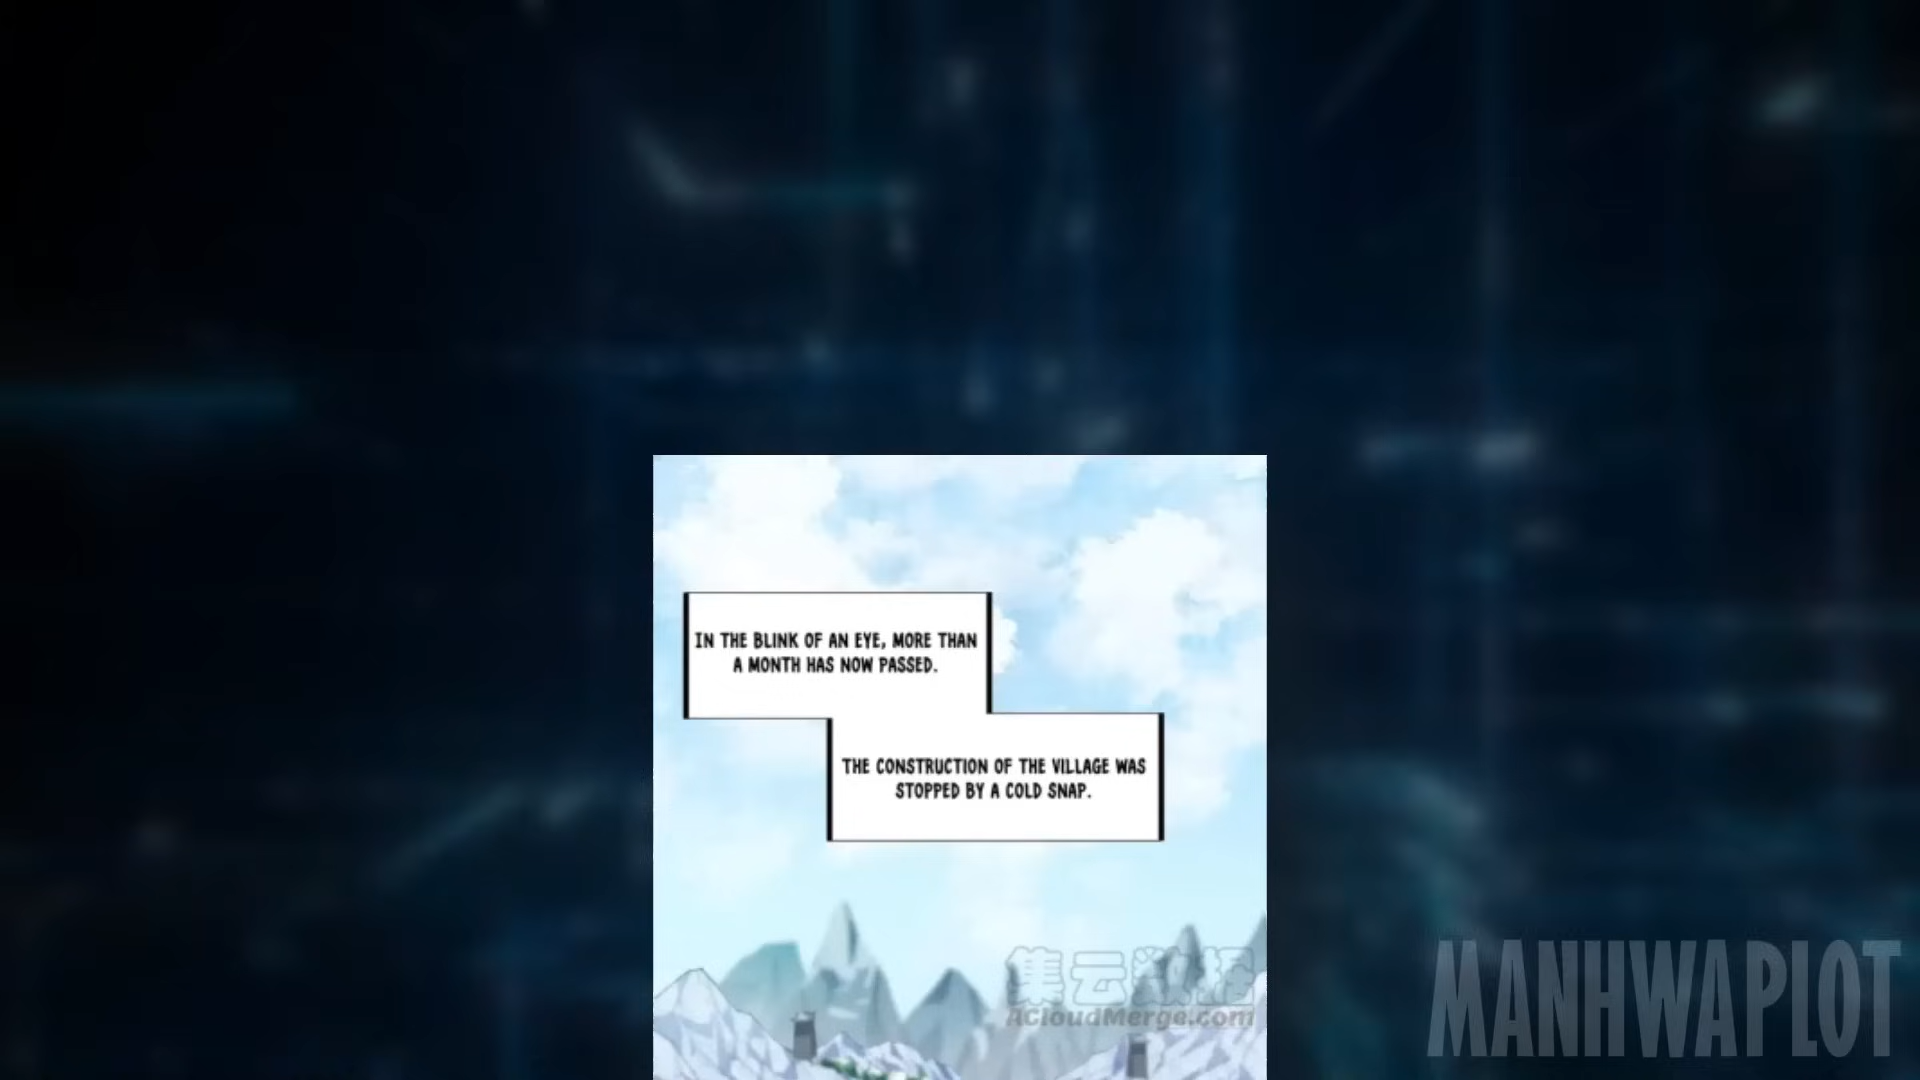 IN THE BLINK OF AN EYE, MORE THAN
A MONTH HAS NOW PASSED.
THE CONSTRUCTION OF THE VILLAGE WAS
STOPPED BY A COLD SNAP.
集云数据
ACloudMerge.com
MANHWAPLOT